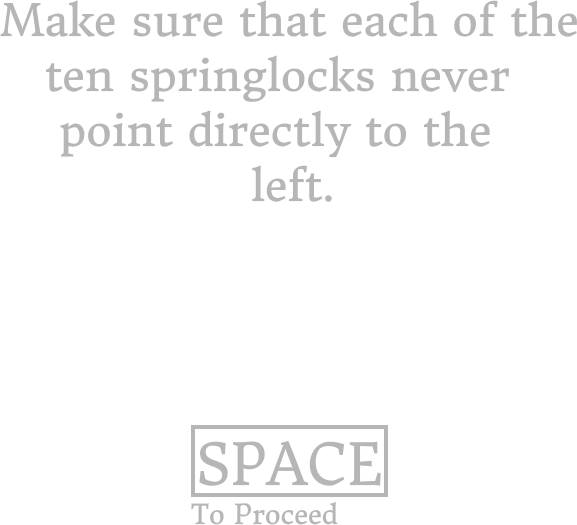 Make sure that each of the
ten springlocks never
point directly to the
left.
SPACE
To Proceed